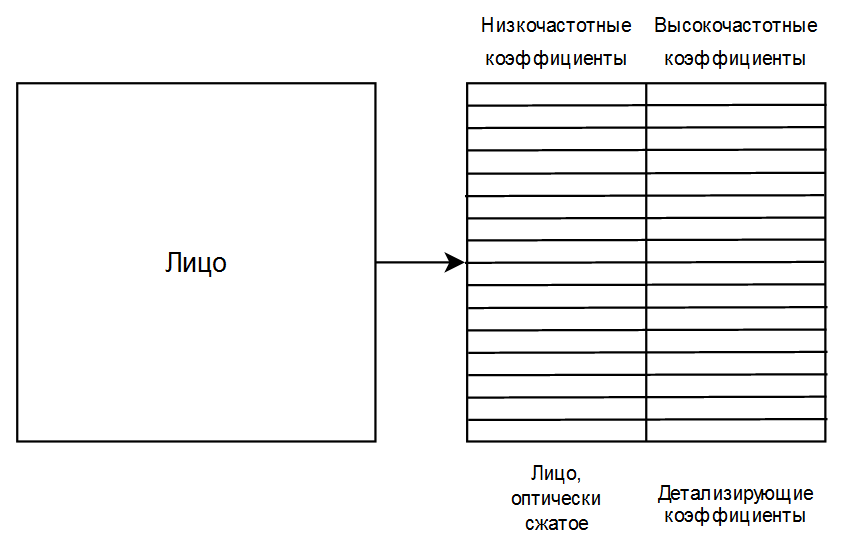 Низкочастотные
коэффициенты
Высокочастотные
коэффициенты
Лицо
Лицо,
оптически
сжатое
Детализирующие
коэффициенты